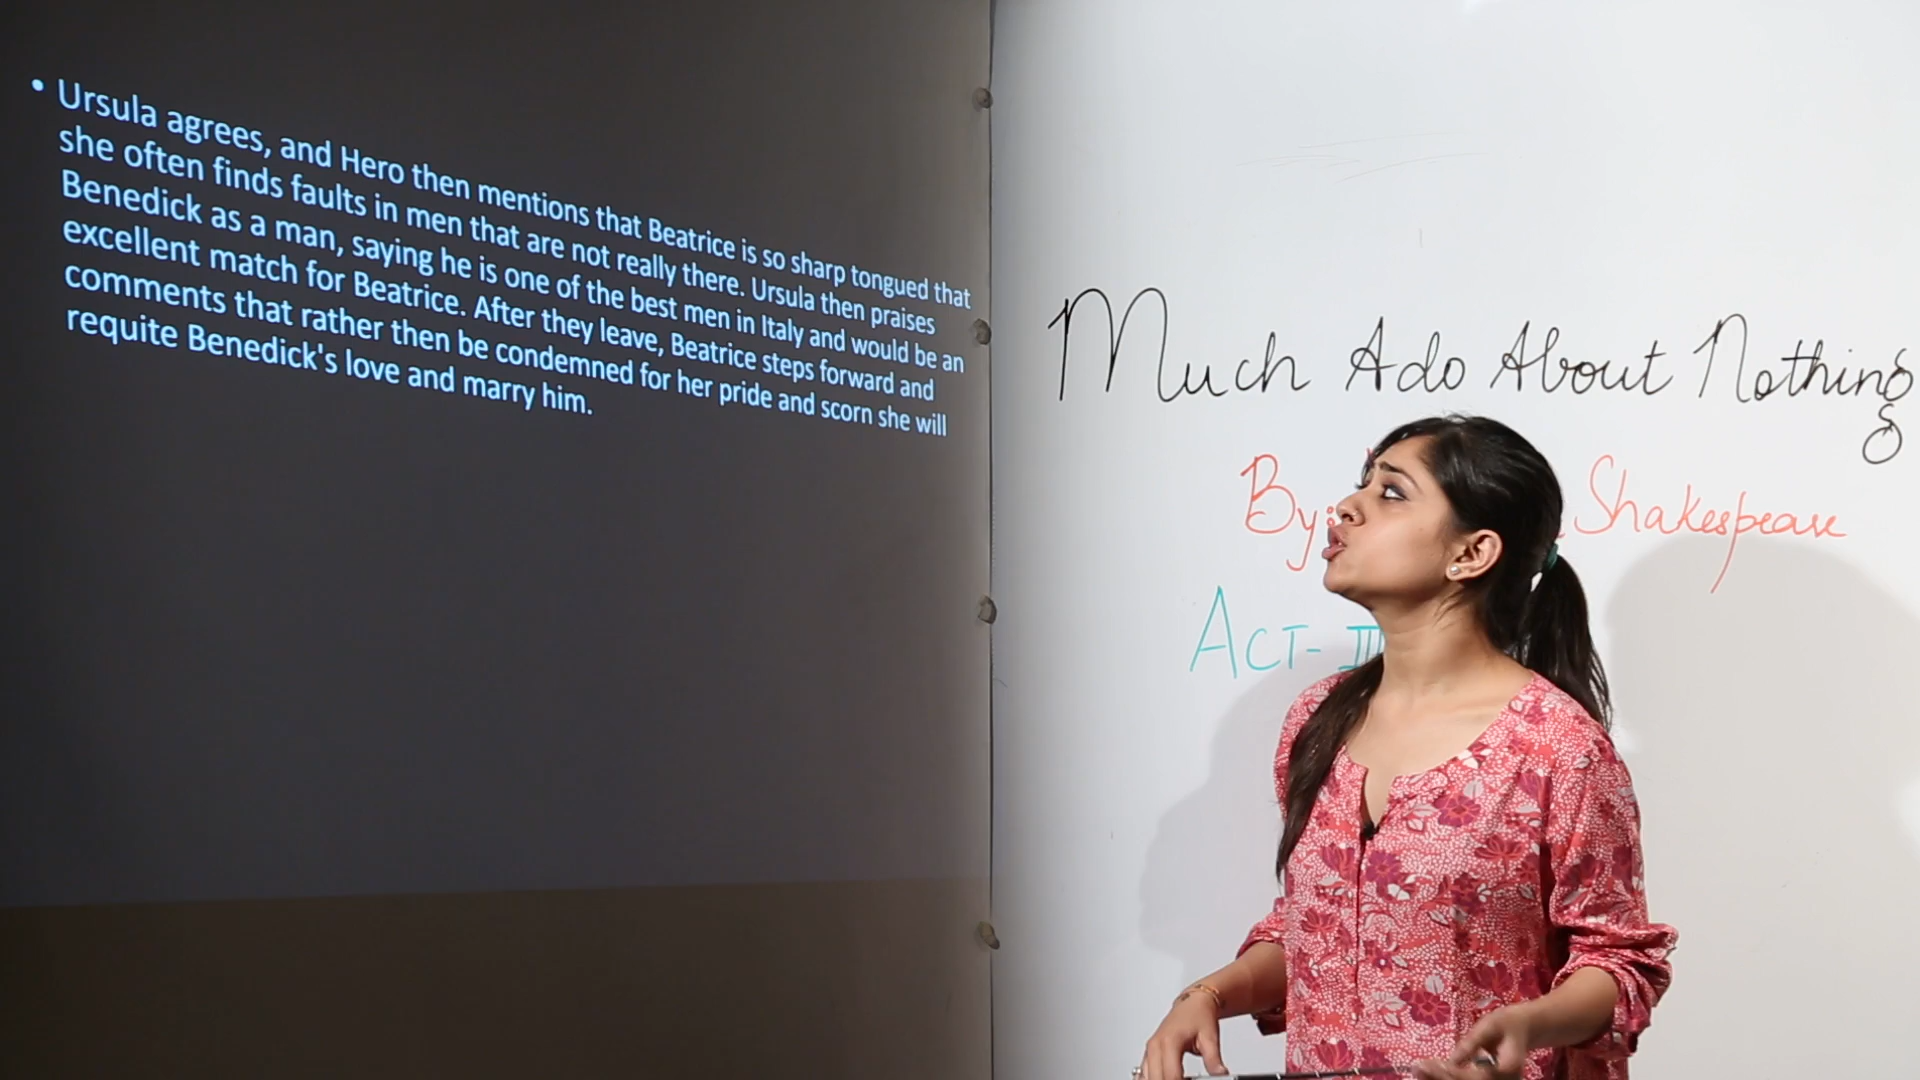 • Ursula agrees, and Hero then mentions that Beatrice is so sharp tongued that
she often finds faults in men that are not really there. Ursula then praises
Benedick as a man, saying he is one of the best men in Italy and would be an
excellent match for Beatrice. After they leave, Beatrice steps forward and
comments that rather then be condemned for her pride and scorn she will
requite Benedick's love and marry him.
Much Ado About Nothing
By: Shakespeare
ACT- III